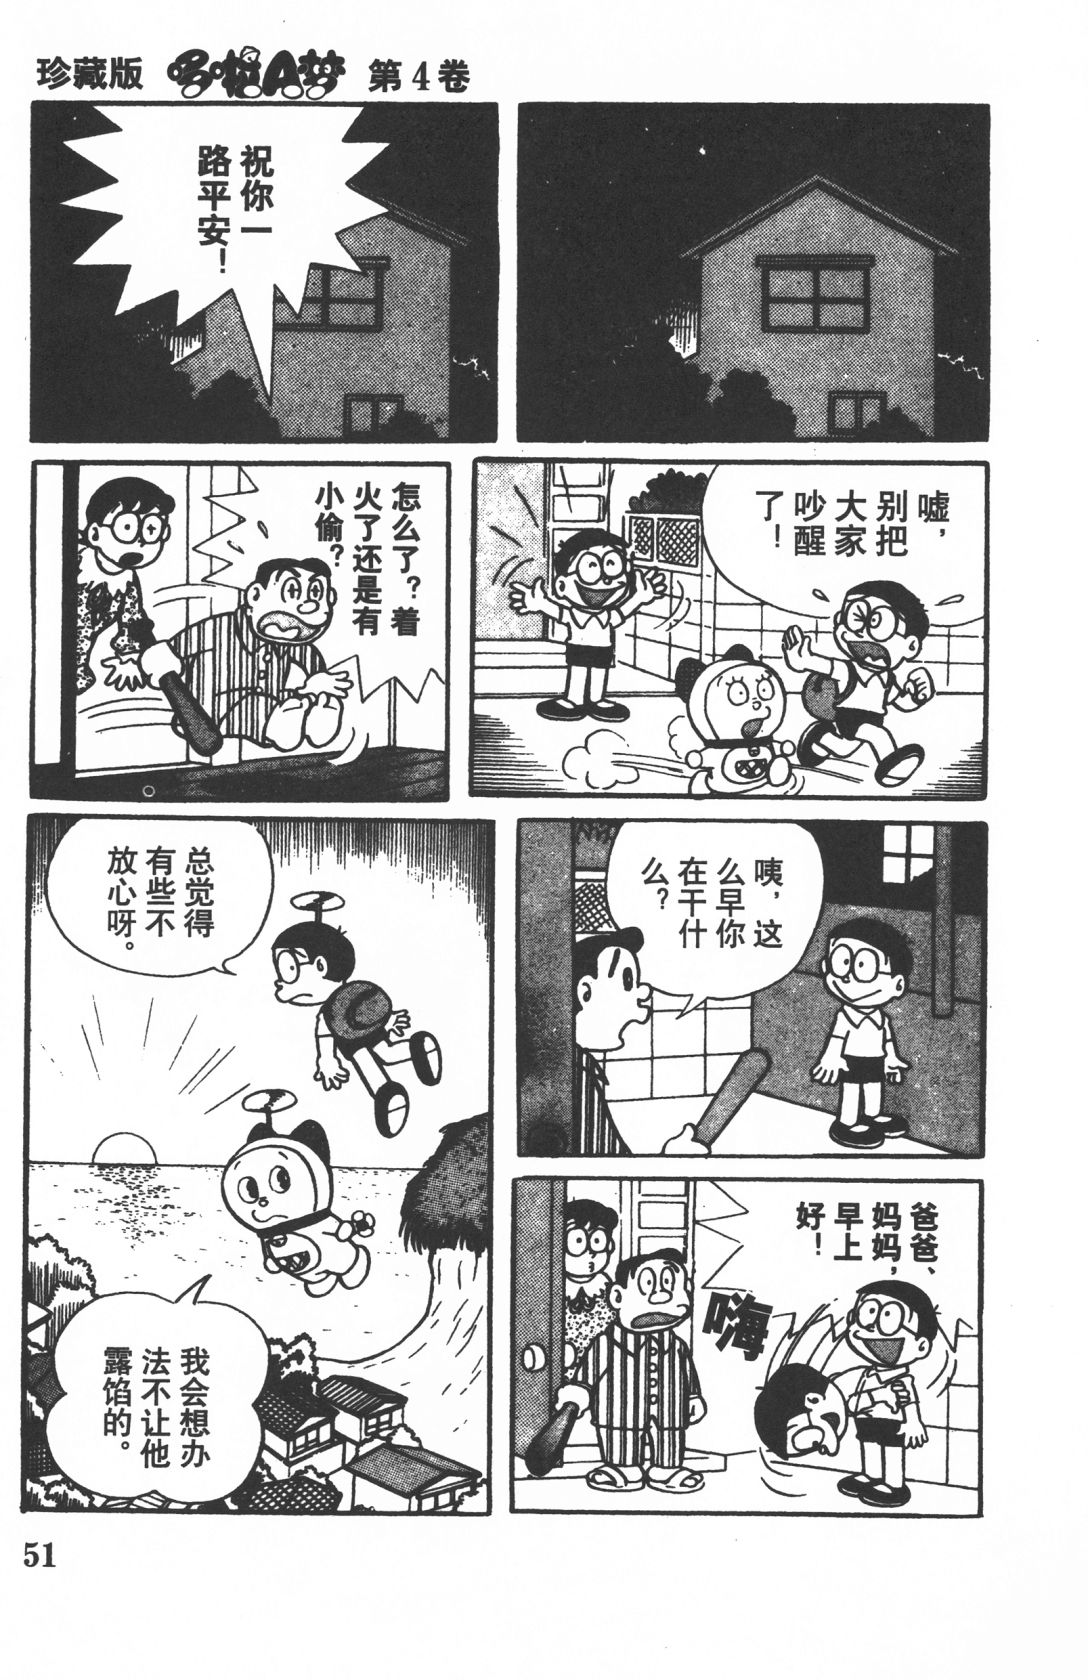 珍藏版 哆啦A梦 第4卷
祝你一
路平安！
嘘，
别把
大家
吵醒
了！
怎么了？着
火了还是有
小偷？
咦，这
么早你
在干什
么？
总觉得
有些不
放心呀。
我会想办
法不让他
露馅的。
爸爸、
妈妈，
早上
好！
嗨
51